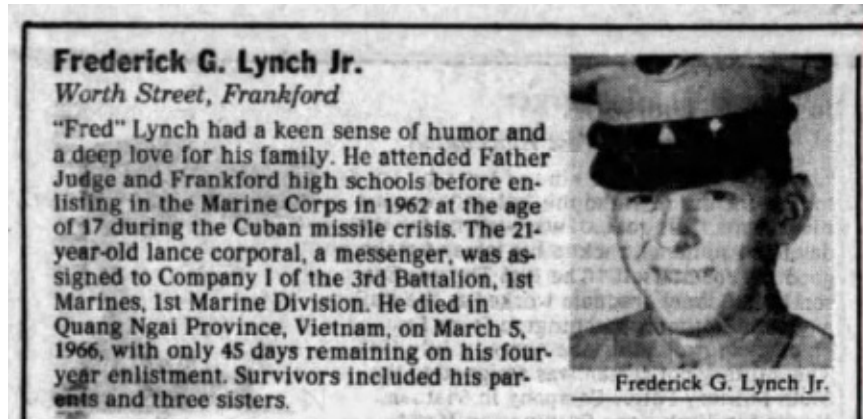 Frederick G. Lynch Jr.
Worth Street, Frankford
"Fred" Lynch had a keen sense of humor and
a deep love for his family. He attended Father
Judge and Frankford high schools before en-
listing in the Marine Corps in 1962 at the age
of 17 during the Cuban missile crisis. The 21-
year-old lance corporal, a messenger, was as-
signed to Company I of the 3rd Battalion, 1st
Marines, 1st Marine Division. He died in
Quang Ngai Province, Vietnam, on March 5,
1966, with only 45 days remaining on his four-
year enlistment. Survivors included his par-
ents and three sisters.
Frederick G. Lynch Jr.